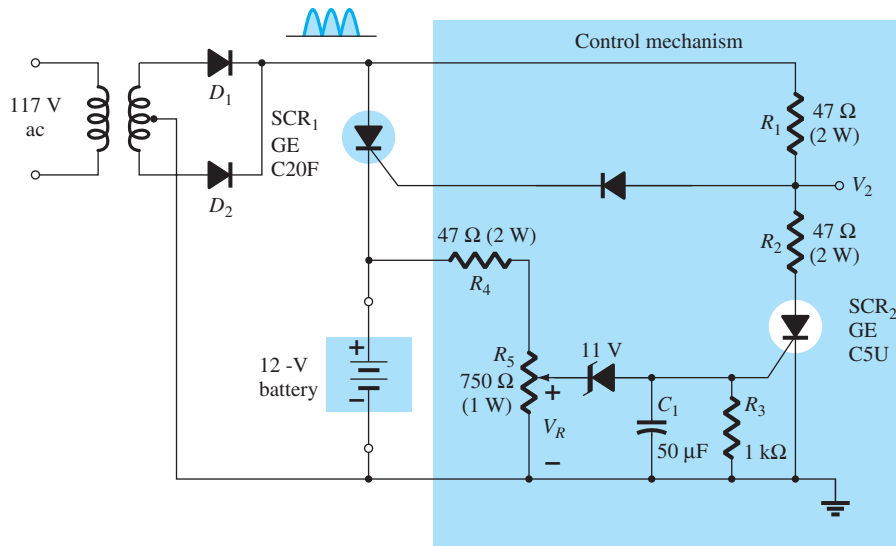 Control mechanism
117 V
ac
D1
D2
SCR1
GE
C20F
R1
47 Ω
(2 W)
V2
R2
47 Ω
(2 W)
47 Ω (2 W)
R4
SCR2
GE
C5U
12 -V
battery
+
−
R5
750 Ω
(1 W)
11 V
+
VR
−
C1
50 μF
R3
1 kΩ